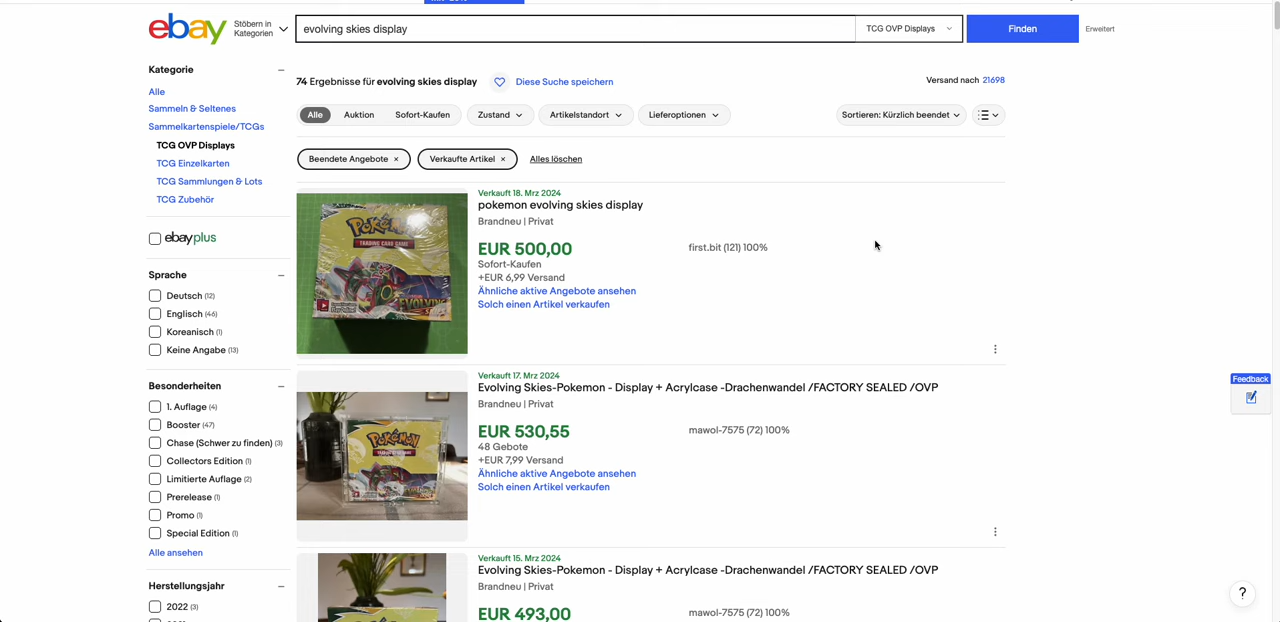 ebay
Stöbern in
Kategorien
evolving skies display
TCG OVP Displays
Finden
Erweitert
Kategorie
Alle
Sammeln & Seltenes
Sammelkartenspiele/TCGs
TCG OVP Displays
TCG Einzelkarten
TCG Sammlungen & Lots
TCG Zubehör
ebayplus
Sprache
Deutsch (12)
Englisch (46)
Koreanisch (1)
Keine Angabe (13)
Besonderheiten
1. Auflage (4)
Booster (47)
Chase (Schwer zu finden) (3)
Collectors Edition (1)
Limitierte Auflage (2)
Prerelease (1)
Promo (1)
Special Edition (1)
Alle ansehen
Herstellungsjahr
2022 (3)
74 Ergebnisse für evolving skies display
Diese Suche speichern
Versand nach 21698
Alle
Auktion
Sofort-Kaufen
Zustand
Artikelstandort
Lieferoptionen
Sortieren: Kürzlich beendet
Beendete Angebote ×
Verkaufte Artikel ×
Alles löschen
POKÉMON
TRADING CARD GAME
EVOLVING
Verkauft 18. Mrz 2024
pokemon evolving skies display
Brandneu | Privat
EUR 500,00
Sofort-Kaufen
+EUR 6,99 Versand
Ähnliche aktive Angebote ansehen
Solch einen Artikel verkaufen
first.bit (121) 100%
POKÉMON
Verkauft 17. Mrz 2024
Evolving Skies-Pokemon - Display + Acrylcase -Drachenwandel /FACTORY SEALED /OVP
Brandneu | Privat
EUR 530,55
48 Gebote
+EUR 7,99 Versand
Ähnliche aktive Angebote ansehen
Solch einen Artikel verkaufen
mawol-7575 (72) 100%
Verkauft 15. Mrz 2024
Evolving Skies-Pokemon - Display + Acrylcase -Drachenwandel /FACTORY SEALED /OVP
Brandneu | Privat
EUR 493,00
mawol-7575 (72) 100%
Feedback
?